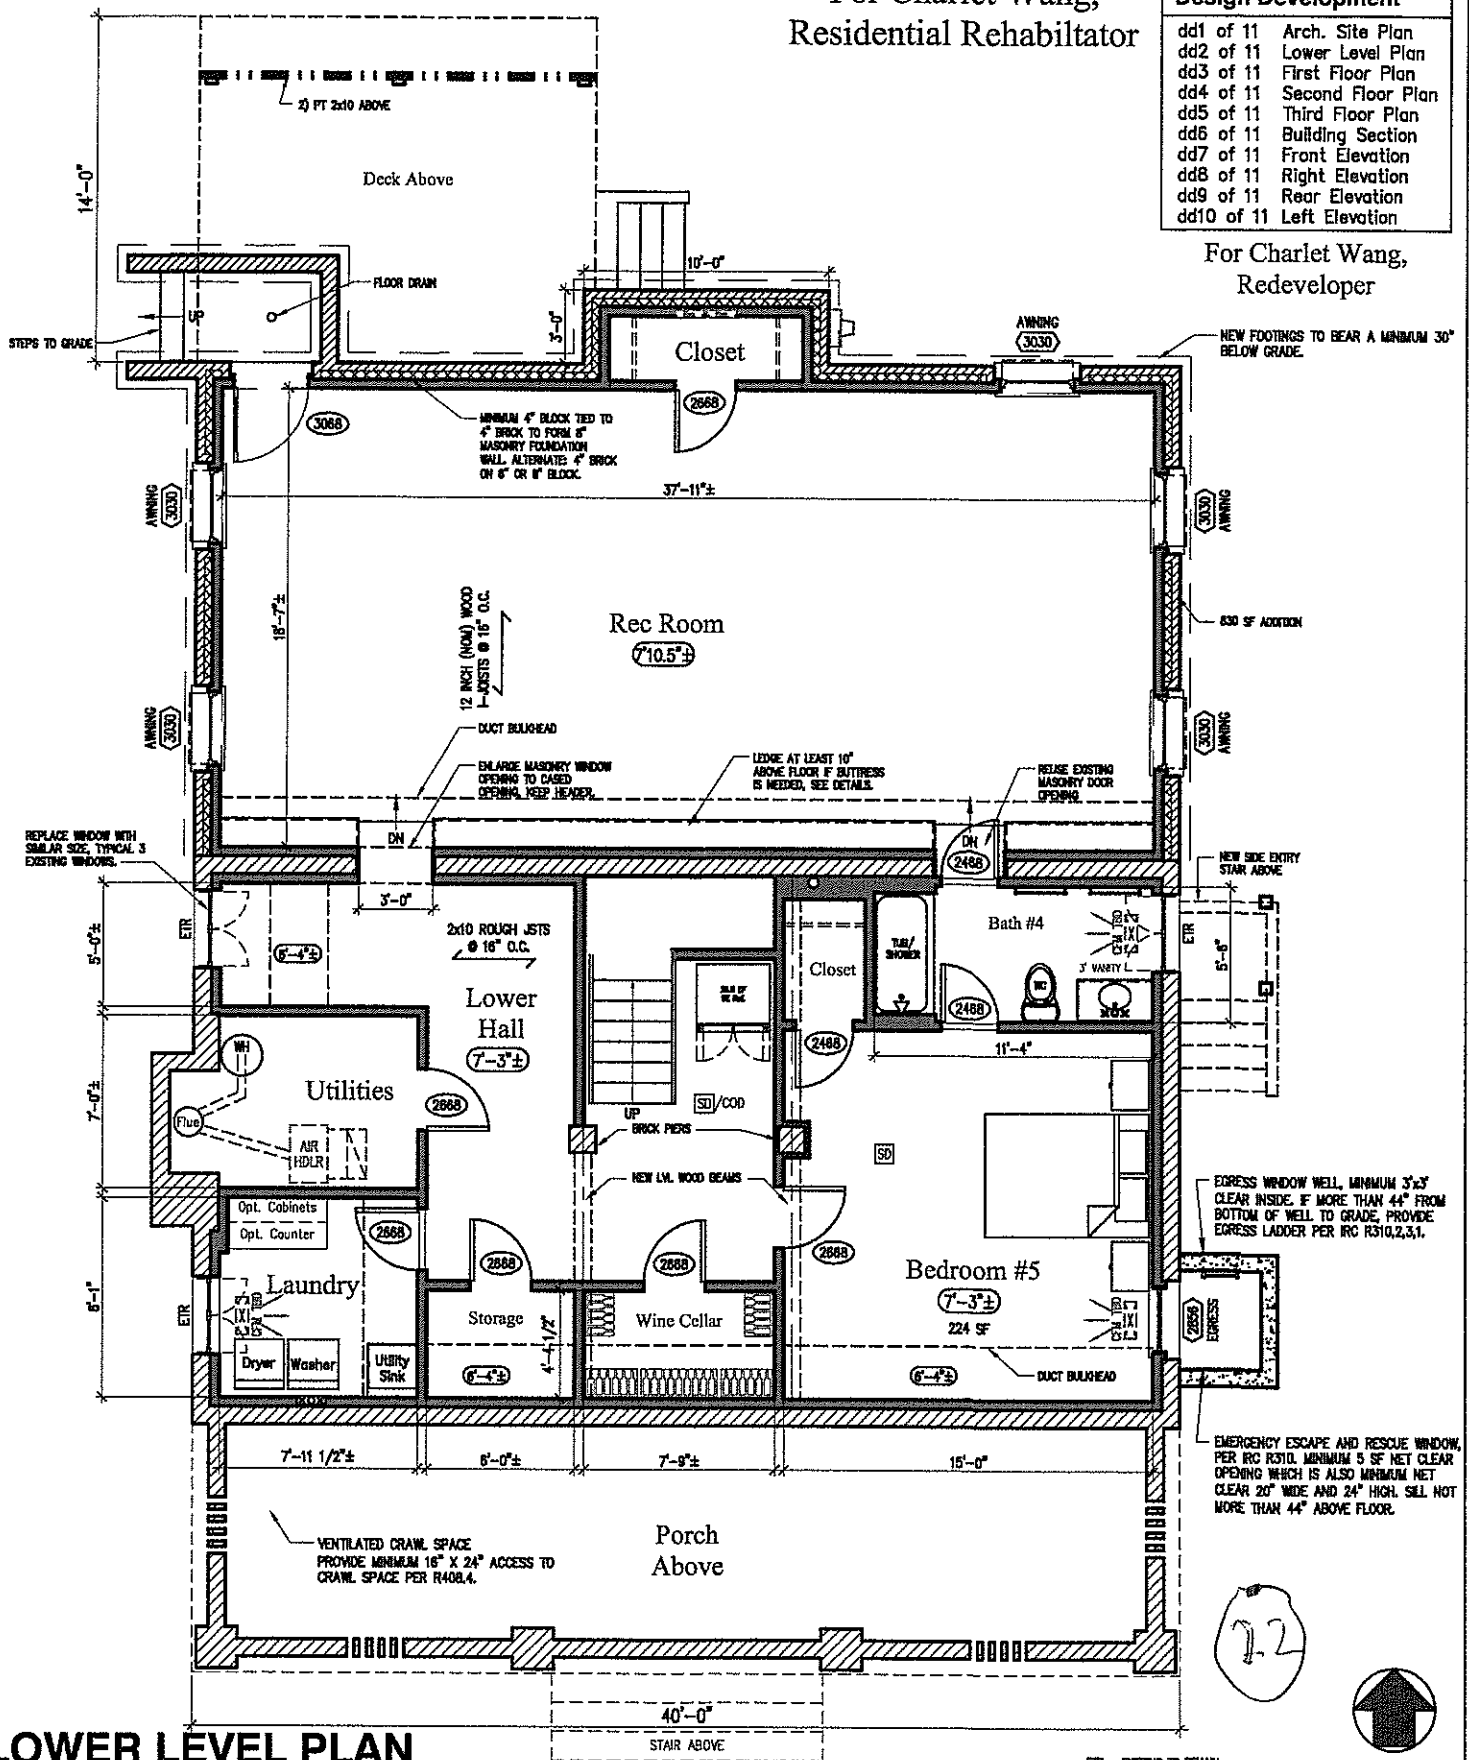 For Charlet Wang,
Residential Rehabiltator
Design Development
dd1 of 11 Arch. Site Plan
dd2 of 11 Lower Level Plan
dd3 of 11 First Floor Plan
dd4 of 11 Second Floor Plan
dd5 of 11 Third Floor Plan
dd6 of 11 Building Section
dd7 of 11 Front Elevation
dd8 of 11 Right Elevation
dd9 of 11 Rear Elevation
dd10 of 11 Left Elevation
For Charlet Wang,
Redeveloper
2) PT 2x10 ABOVE
14'-0"
Deck Above
10'-0"
FLOOR DRAIN
UP
STEPS TO GRADE
3'-0"
Closet
AWNING
3030
NEW FOOTINGS TO BEAR A MINIMUM 30"
BELOW GRADE.
3068
2668
MINIMUM 4" BLOCK TIED TO
4" BRICK TO FORM 8"
MASONRY FOUNDATION
WALL. ALTERNATE: 4" BRICK
ON 6" OR 8" BLOCK.
37'-11"±
AWNING
3030
3030
AWNING
18'-7"±
12 INCH (NOM) WOOD
I-JOISTS @ 16" O.C.
Rec Room
7'10.5"±
830 SF ADDITION
AWNING
3030
3030
AWNING
DUCT BULKHEAD
ENLARGE MASONRY WINDOW
OPENING TO CASED
OPENING, KEEP HEADER.
LEDGE AT LEAST 10"
ABOVE FLOOR IF BUTTRESS
IS NEEDED, SEE DETAILS.
REUSE EXISTING
MASONRY DOOR
OPENING
REPLACE WINDOW WITH
SIMILAR SIZE, TYPICAL 3
EXISTING WINDOWS.
DN
DN
2468
NEW SIDE ENTRY
STAIR ABOVE
3'-0"
ETR
5'-0"±
2x10 ROUGH JSTS
@ 16" O.C.
Lower
Hall
7'-3"±
Closet
TUB/
SHOWER
Bath #4
3' VANITY
WC
ETR
5'-6"
2468
2468
11'-4"
WH
Utilities
7'-0"±
Flue
AIR
HDLR
2668
UP
SD/COD
BRICK PIERS
SD
NEW LVL WOOD BEAMS
EGRESS WINDOW WELL, MINIMUM 3'x3'
CLEAR INSIDE. IF MORE THAN 44" FROM
BOTTOM OF WELL TO GRADE, PROVIDE
EGRESS LADDER PER IRC R310,2,3,1.
Opt. Cabinets
Opt. Counter
2668
2668
2668
2668
Laundry
Bedroom #5
7'-3"±
224 SF
EGRESS
ETR
Storage
Wine Cellar
4'-4 1/2"
Dryer
Washer
Utility
Sink
6'-4"±
6'-4"±
DUCT BULKHEAD
7'-11 1/2"±
6'-0"±
7'-9"±
15'-0"
EMERGENCY ESCAPE AND RESCUE WINDOW,
PER IRC R310. MINIMUM 5 SF NET CLEAR
OPENING WHICH IS ALSO MINIMUM NET
CLEAR 20" WIDE AND 24" HIGH. SILL NOT
MORE THAN 44" ABOVE FLOOR.
VENTILATED CRAWL SPACE
PROVIDE MINIMUM 16" X 24" ACCESS TO
CRAWL SPACE PER R408.4.
Porch
Above
40'-0"
STAIR ABOVE
LOWER LEVEL PLAN